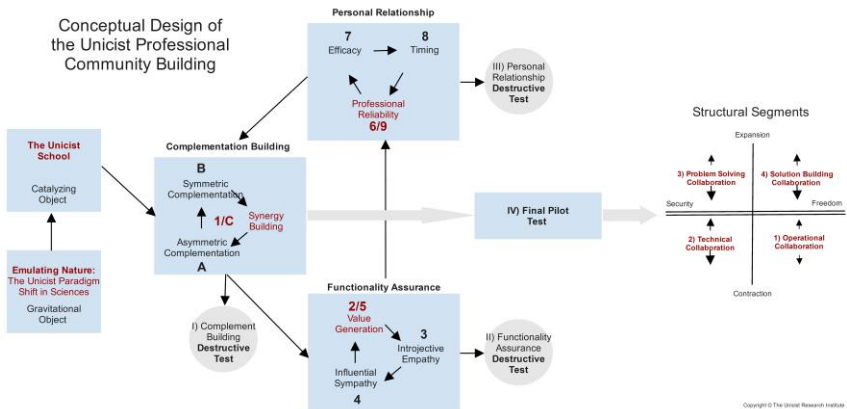 Conceptual Design of
the Unicist Professional
Community Building
Personal Relationship
7
Efficacy
8
Timing
Professional
Reliability
6/9
III) Personal
Relationship
Destructive
Test
The Unicist
School
Catalyzing
Object
Emulating Nature:
The Unicist Paradigm
Shift in Sciences
Gravitational
Object
Complementation Building
B
Symmetric
Complementation
1/C
Synergy
Building
Asymmetric
Complementation
A
I) Complement
Building
Destructive
Test
IV) Final Pilot
Test
Functionality Assurance
2/5
Value
Generation
3
Introjective
Empathy
Influential
Sympathy
4
II) Functionality
Assurance
Destructive
Test
Structural Segments
Expansion
3) Problem Solving
Collaboration
4) Solution Building
Collaboration
Security
Freedom
2) Technical
Collabpration
1) Operational
Collaboration
Contraction
Copyright © The Unicist Research Institute